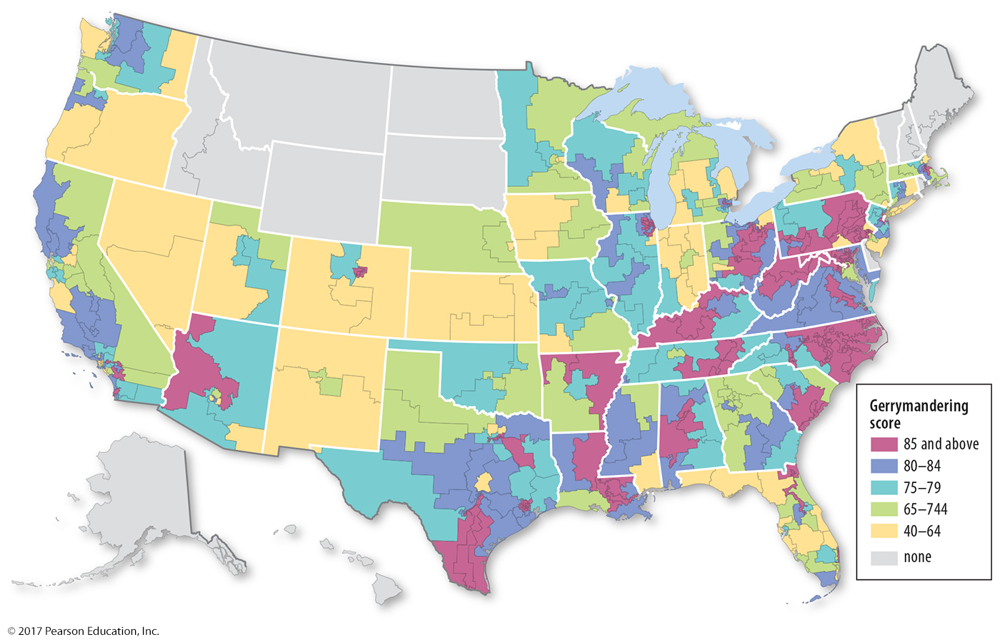 Gerrymandering
score
85 and above
80–84
75–79
65–744
40–64
none
© 2017 Pearson Education, Inc.